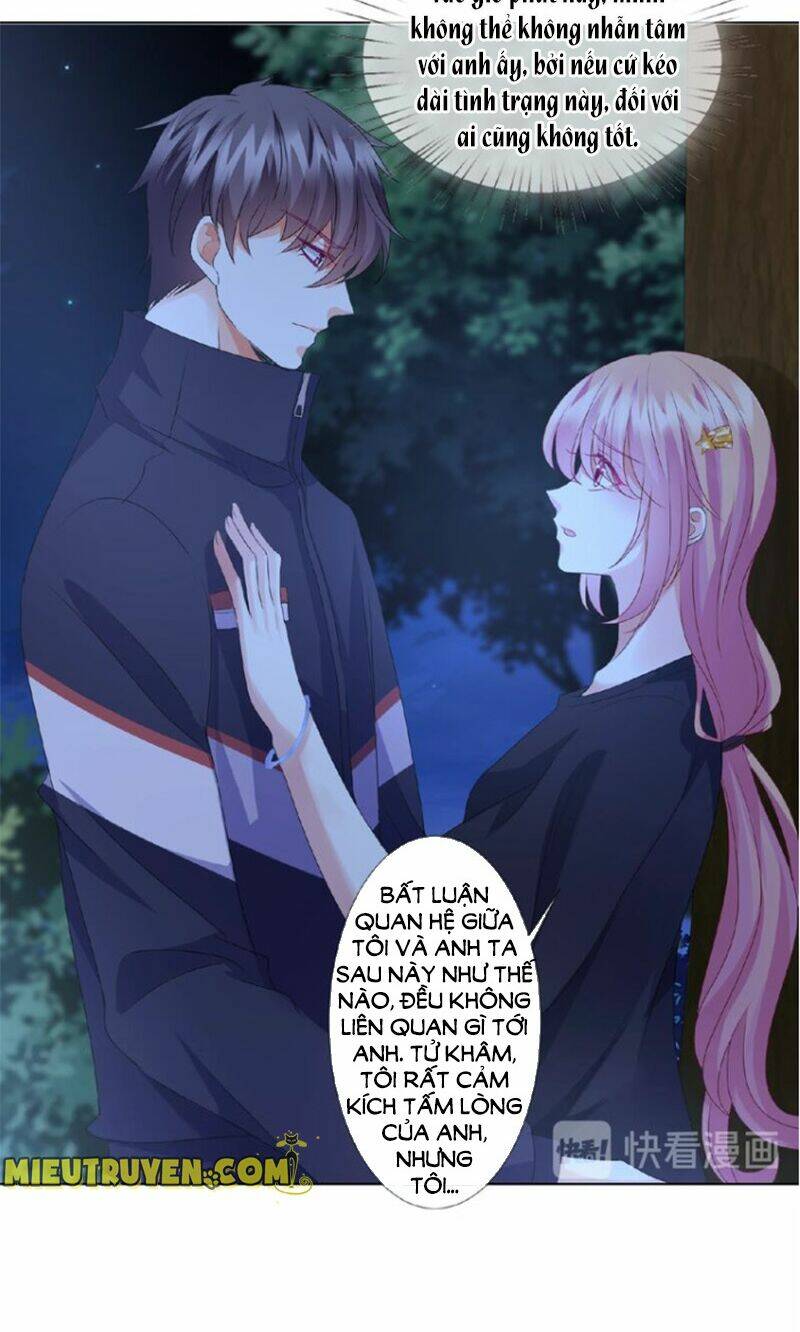 không thể không nhẫn tâm
với anh ấy, bởi nếu cứ kéo
dài tình trạng này, đối với
ai cũng không tốt.
BẤT LUẬN
QUAN HỆ GIỮA
TÔI VÀ ANH TA
SAU NÀY NHƯ THẾ
NÀO, ĐỀU KHÔNG
LIÊN QUAN GÌ TỚI
ANH. TỬ KHÂM,
TÔI RẤT CẢM
KÍCH TẤM LÒNG
CỦA ANH,
NHƯNG
TÔI...
快看! 快看漫画
MIEUTRUYEN.COM